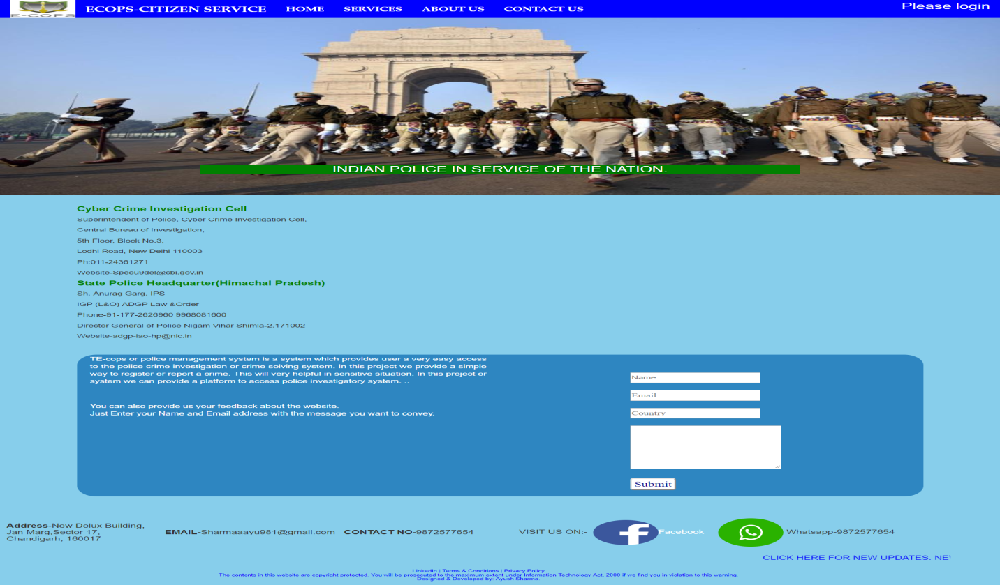 E-COPS
ECOPS-CITIZEN SERVICE HOME SERVICES ABOUT US CONTACT US
Please login
INDIA
INDIAN POLICE IN SERVICE OF THE NATION.
Cyber Crime Investigation Cell
Superintendent of Police, Cyber Crime Investigation Cell,
Central Bureau of Investigation,
5th Floor, Block No.3,
Lodhi Road, New Delhi 110003
Ph:011-24361271
Website-Speou9del@cbi.gov.in
State Police Headquarter(Himachal Pradesh)
Sh. Anurag Garg, IPS
IGP (L&O) ADGP Law &Order
Phone-91-177-2626960 9968081600
Director General of Police Nigam Vihar Shimla-2.171002
Website-adgp-lao-hp@nic.in
TE-cops or police management system is a system which provides user a very easy access
to the police crime investigation or crime solving system. In this project we provide a simple
way to register or report a crime. This will very helpful in sensitive situation. In this project or
system we can provide a platform to access police investigatory system. ..
You can also provide us your feedback about the website.
Just Enter your Name and Email address with the message you want to convey.
Name
Email
Country
Submit
Address-New Delux Building,
Jan Marg,Sector 17,
Chandigarh, 160017
EMAIL-Sharmaaayu981@gmail.com
CONTACT NO-9872577654
VISIT US ON:-
Facebook
Whatsapp-9872577654
CLICK HERE FOR NEW UPDATES. NE
LinkedIn | Terms & Conditions | Privacy Policy
The contents in this website are copyright protected. You will be prosecuted to the maximum extent under Information Technology Act, 2000 if we find you in violation to this warning.
Designed & Developed by: Ayush Sharma